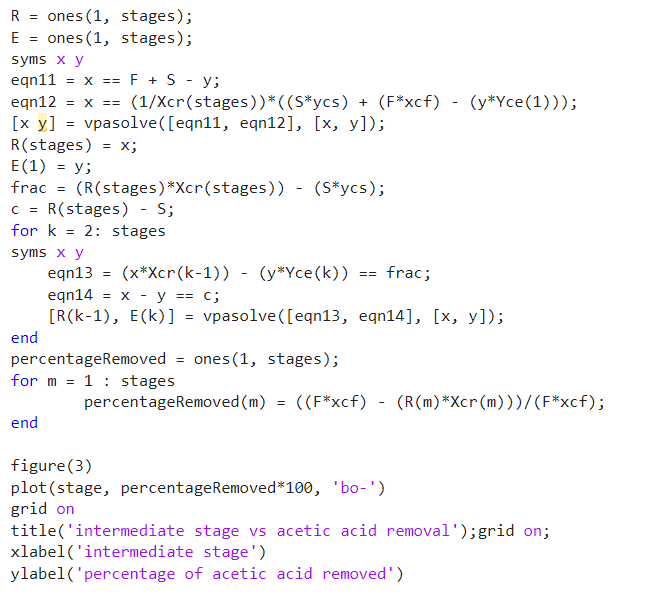 R = ones(1, stages);
E = ones(1, stages);
syms x y
eqn11 = x == F + S - y;
eqn12 = x == (1/Xcr(stages))*((S*ycs) + (F*xcf) - (y*Yce(1)));
[x y] = vpasolve([eqn11, eqn12], [x, y]);
R(stages) = x;
E(1) = y;
frac = (R(stages)*Xcr(stages)) - (S*ycs);
c = R(stages) - S;
for k = 2: stages
syms x y
    eqn13 = (x*Xcr(k-1)) - (y*Yce(k)) == frac;
    eqn14 = x - y == c;
    [R(k-1), E(k)] = vpasolve([eqn13, eqn14], [x, y]);
end
percentageRemoved = ones(1, stages);
for m = 1 : stages
        percentageRemoved(m) = ((F*xcf) - (R(m)*Xcr(m)))/(F*xcf);
end

figure(3)
plot(stage, percentageRemoved*100, 'bo-')
grid on
title('intermediate stage vs acetic acid removal');grid on;
xlabel('intermediate stage')
ylabel('percentage of acetic acid removed')